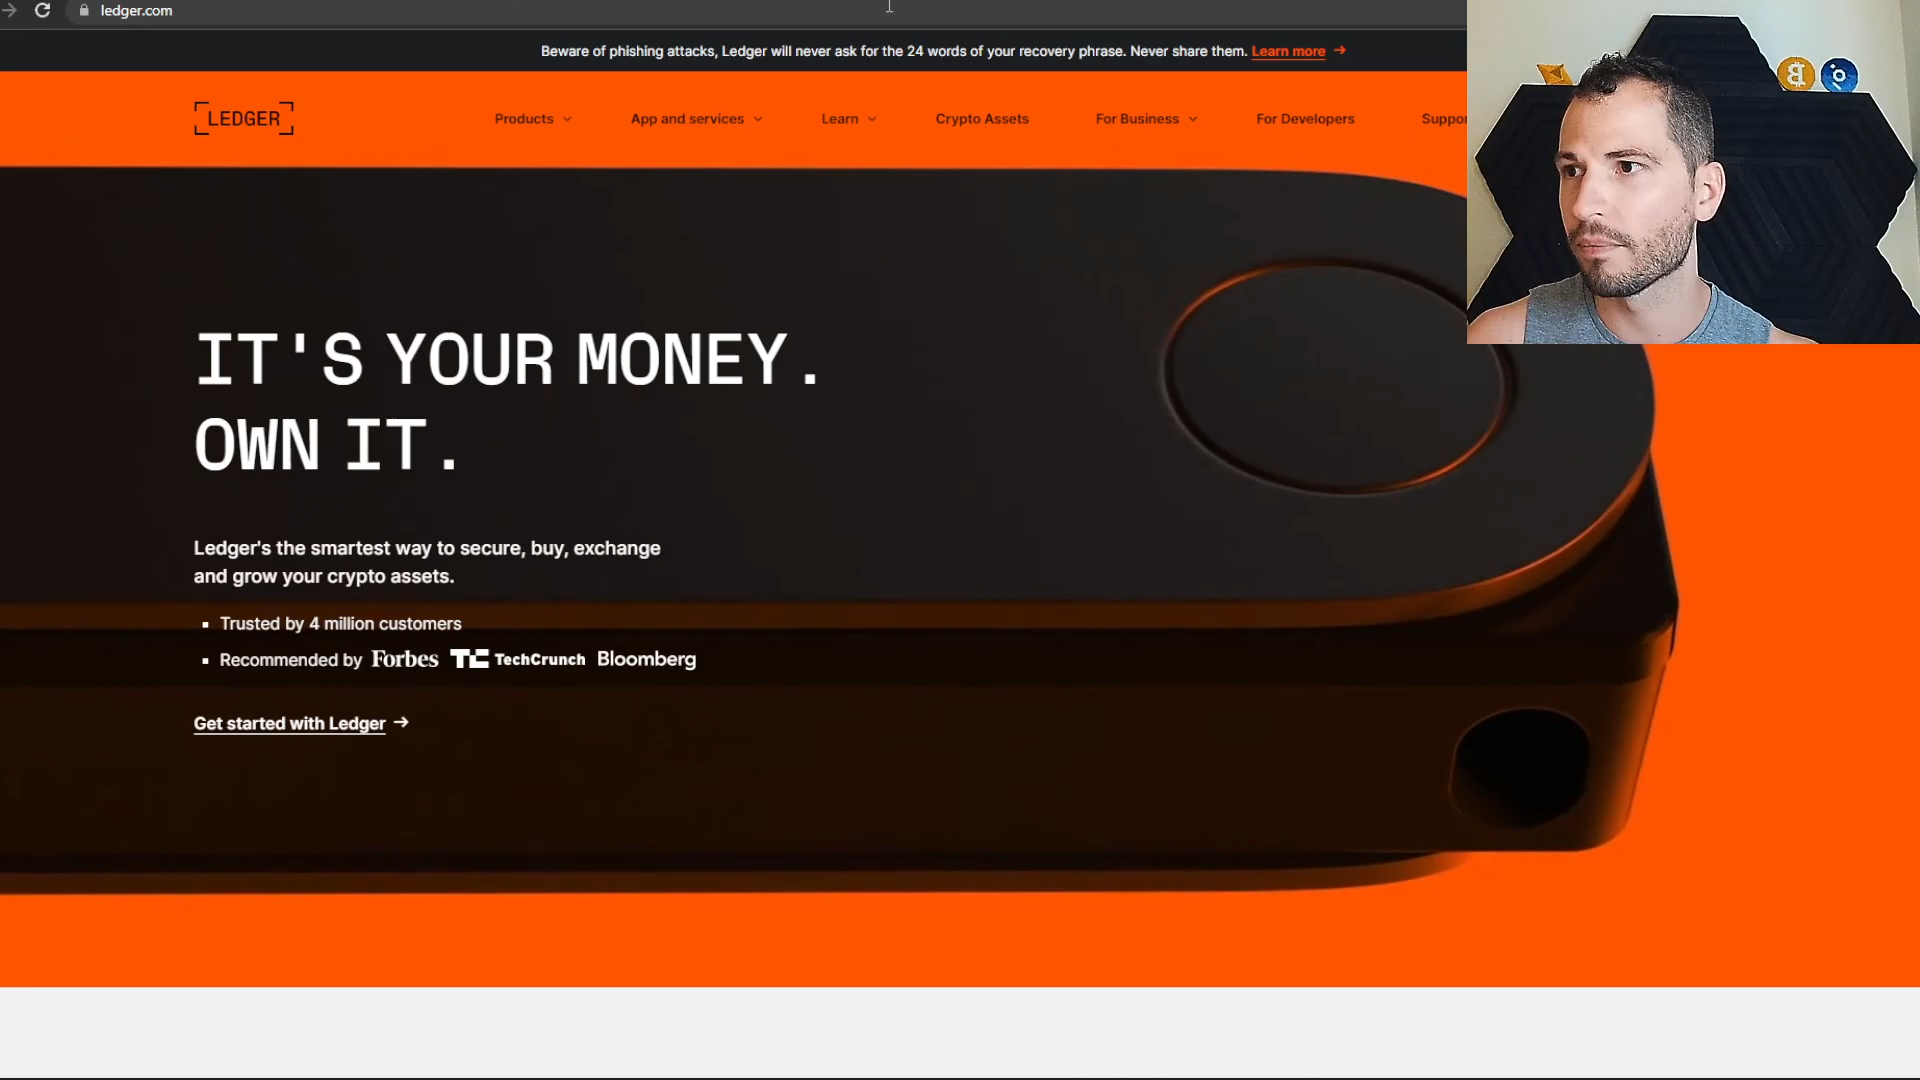 ledger.com
Beware of phishing attacks, Ledger will never ask for the 24 words of your recovery phrase. Never share them. Learn more →
LEDGER
Products App and services Learn Crypto Assets For Business For Developers Suppor
IT'S YOUR MONEY.
OWN IT.
Ledger's the smartest way to secure, buy, exchange
and grow your crypto assets.
Trusted by 4 million customers
Recommended by Forbes TC TechCrunch Bloomberg
Get started with Ledger →